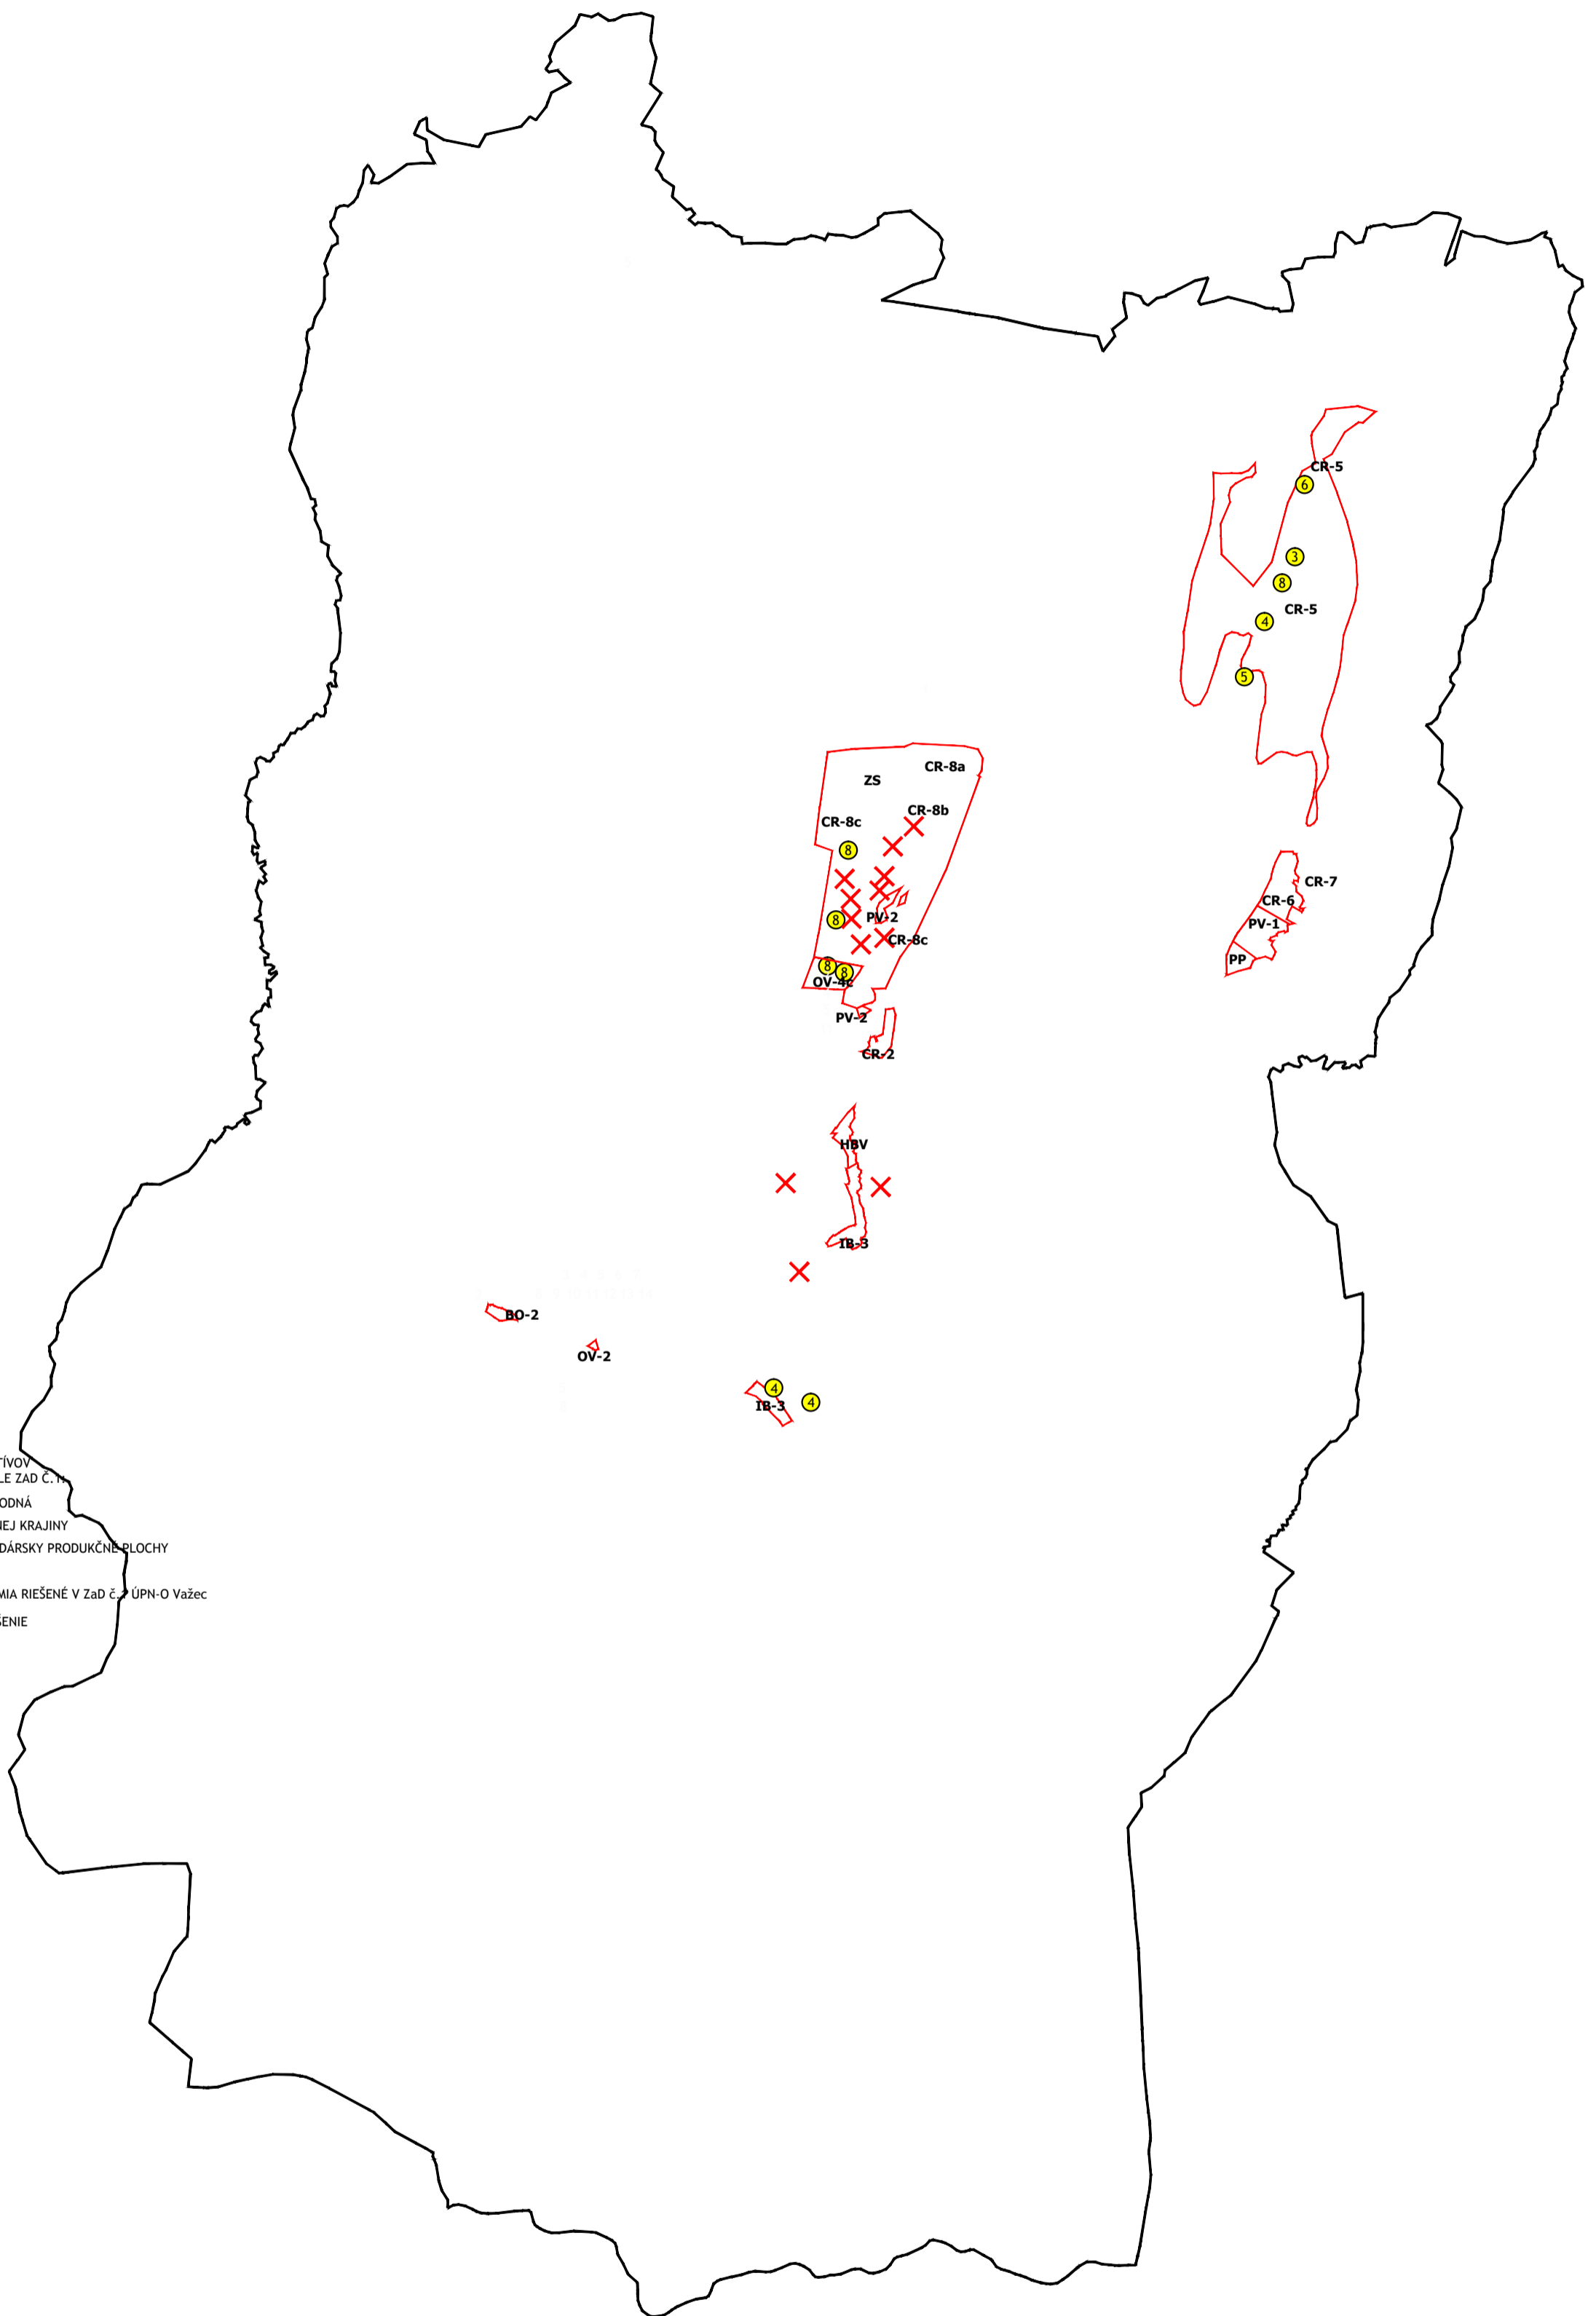 CR-5
6
3
8
CR-5
4
5
CR-8a
ZS
CR-8b
CR-8c
8
CR-7
CR-6
PV-2
8
PV-1
CR-8c
PP
8
8
OV-4c
PV-2
CR-2
HBV
IB-3
BO-2
OV-2
4
4
IB-3
TÍVOV
LE ZAD Č.
ODNÁ
NEJ KRAJINY
DÁRSKY PRODUKČNÉ PLOCHY
MIA RIEŠENÉ V ZaD č. ÚPN-O Važec
ŠENIE